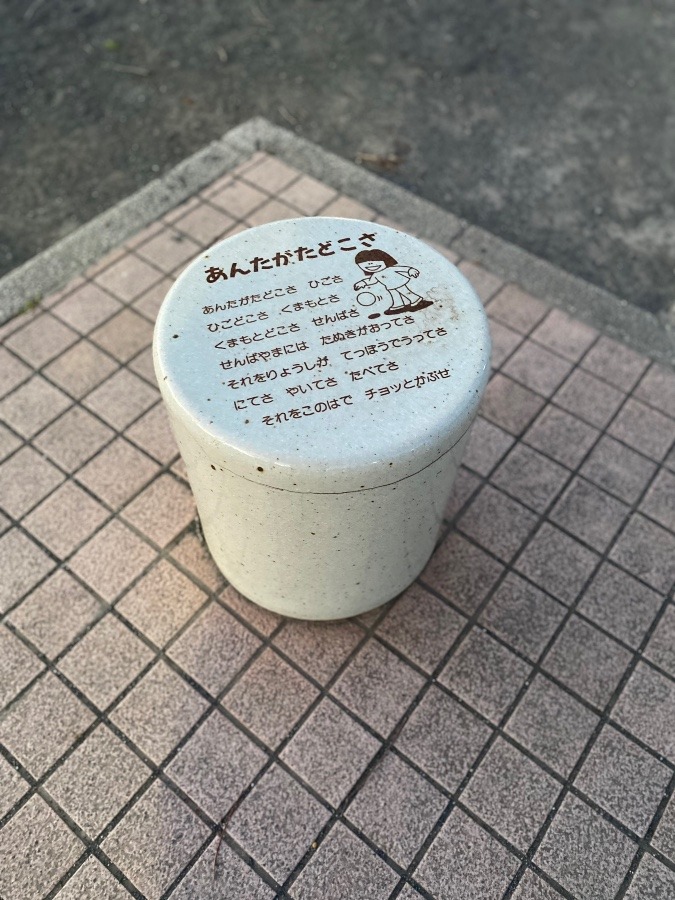 あんたがたどこさ
あんたがたどこさ　ひごさ
ひごどこさ　くまもとさ
くまもとどこさ　せんばさ
せんばやまには　たぬきがおってさ
それをりょうしが　てっぽうでうってさ
にてさ　やいてさ　たべてさ
それをこのはで　チョッとかぶせ